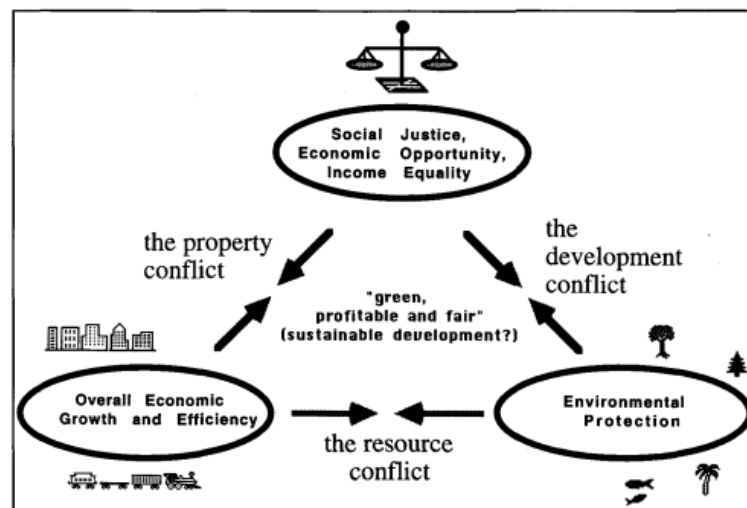 Social Justice,
Economic Opportunity,
Income Equality
the property
conflict
the
development
conflict
"green,
profitable and fair"
(sustainable development?)
Overall Economic
Growth and Efficiency
Environmental
Protection
the resource
conflict